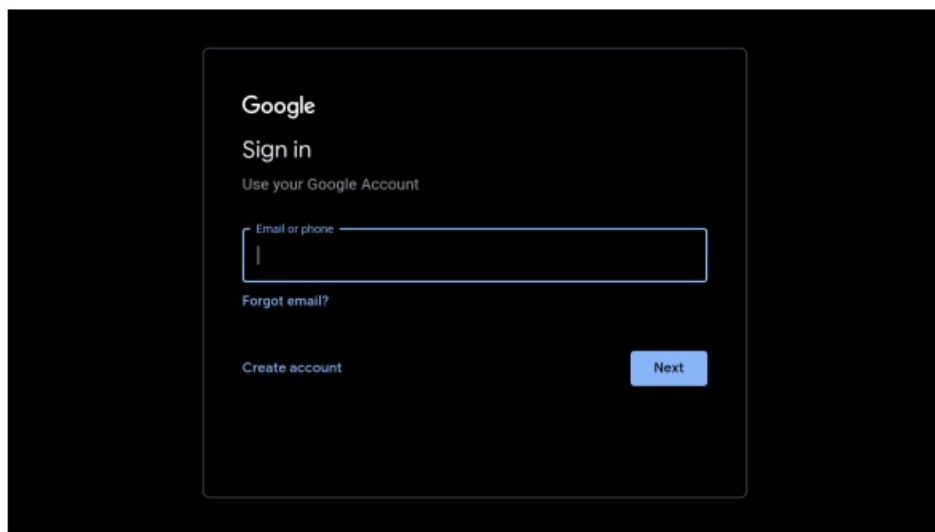 Google
Sign in
Use your Google Account
Email or phone
Forgot email?
Create account
Next